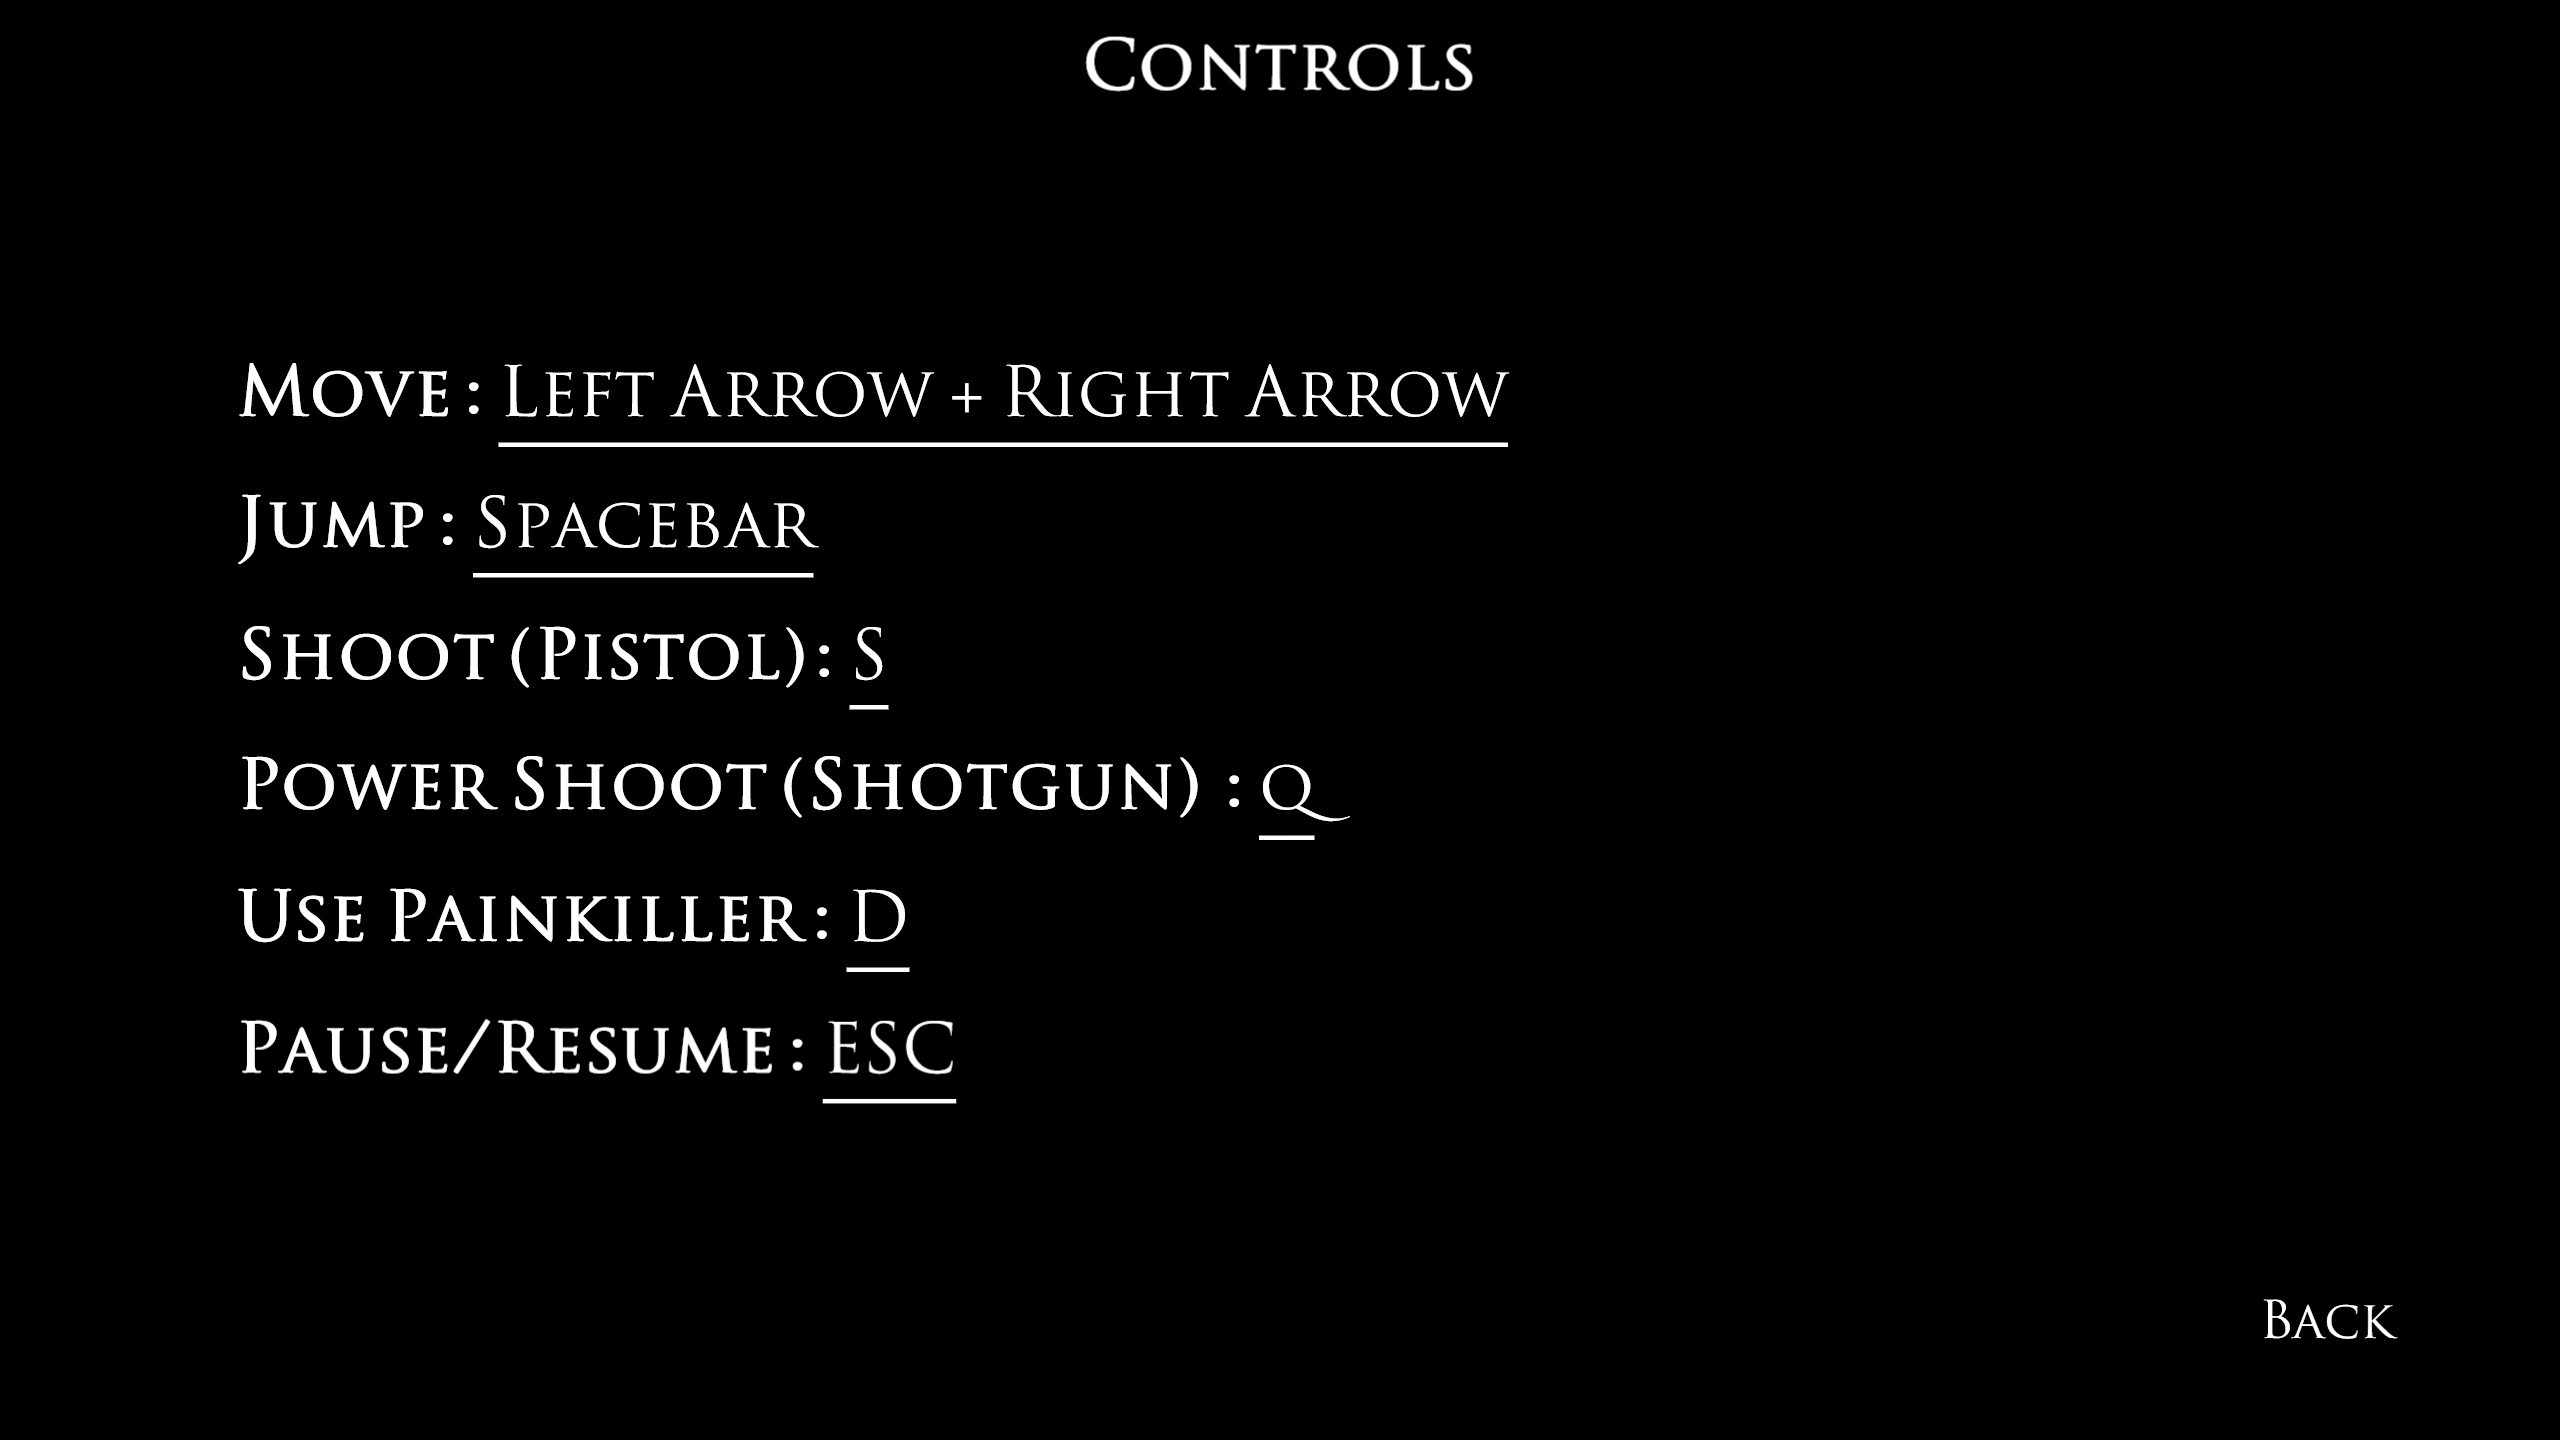 Controls
Move : Left Arrow + Right Arrow
Jump : Spacebar
Shoot (Pistol) : S
Power Shoot (Shotgun) : q
Use Painkiller : D
Pause/Resume : ESC
Back